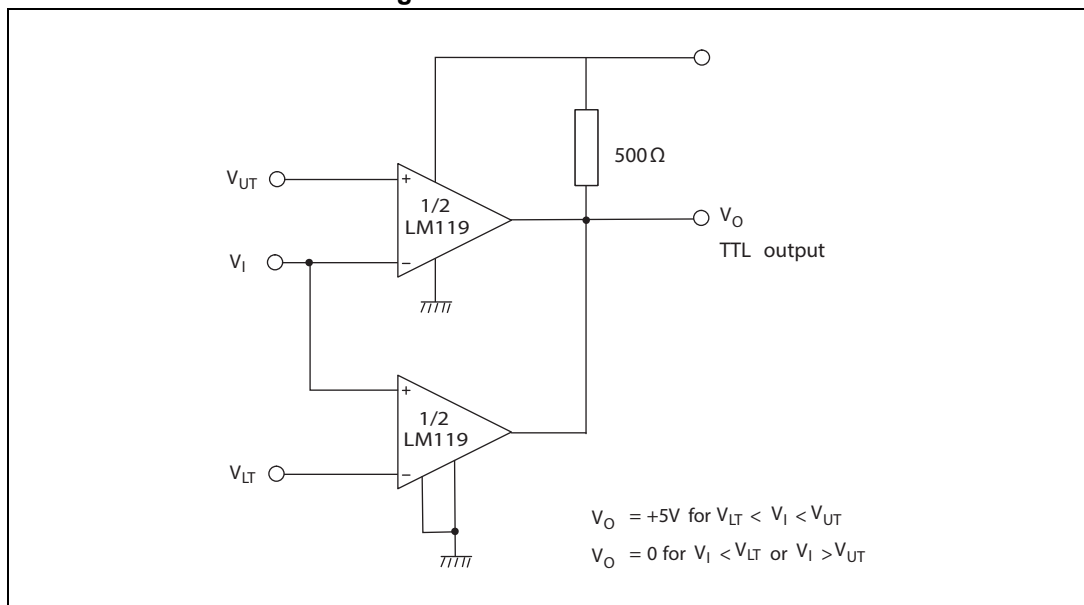 500Ω
V_UT
+
1/2
LM119
V_O
TTL output
V_I
−
+
1/2
LM119
V_LT
−
V_O = +5V for V_LT < V_I < V_UT
V_O = 0 for V_I < V_LT or V_I > V_UT